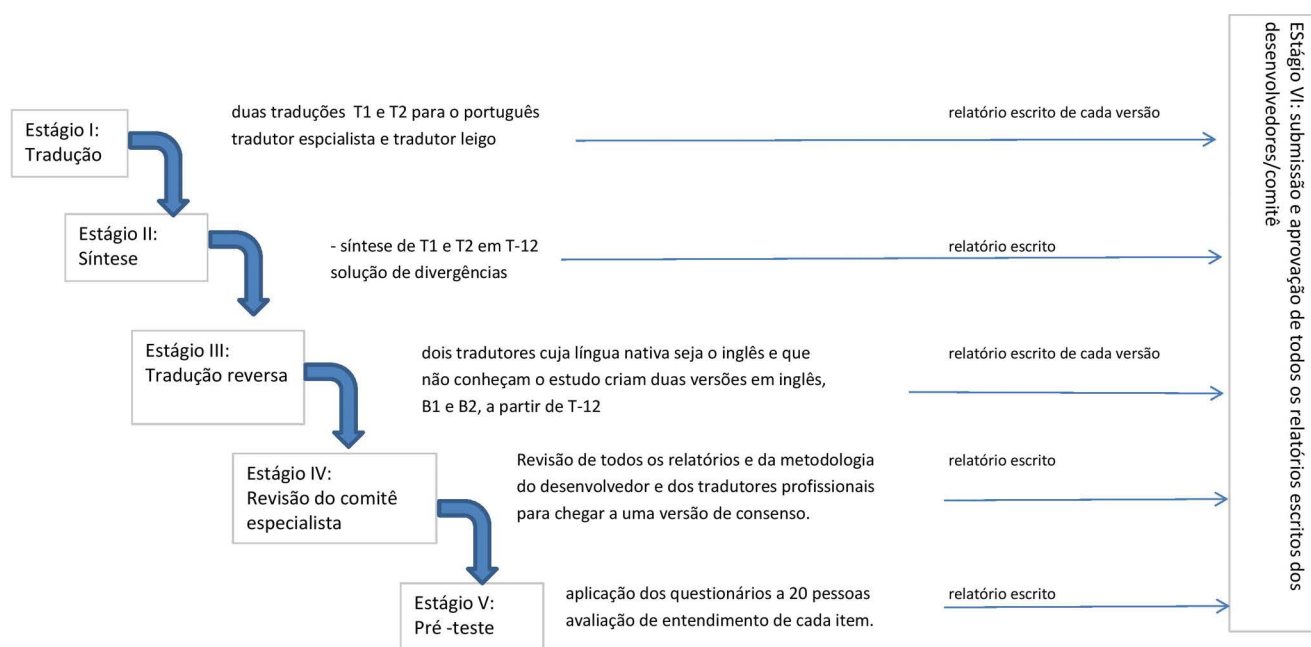 Estágio I:
Tradução
duas traduções T1 e T2 para o português
tradutor espcialista e tradutor leigo
relatório escrito de cada versão
Estágio II:
Síntese
- síntese de T1 e T2 em T-12
solução de divergências
relatório escrito
Estágio III:
Tradução reversa
dois tradutores cuja língua nativa seja o inglês e que
não conheçam o estudo criam duas versões em inglês,
B1 e B2, a partir de T-12
relatório escrito de cada versão
Estágio IV:
Revisão do comitê
especialista
Revisão de todos os relatórios e da metodologia
do desenvolvedor e dos tradutores profissionais
para chegar a uma versão de consenso.
relatório escrito
Estágio V:
Pré -teste
aplicação dos questionários a 20 pessoas
avaliação de entendimento de cada item.
relatório escrito
EStágio VI: submissão e aprovação de todos os relatórios escritos dos
desenvolvedores/comitê